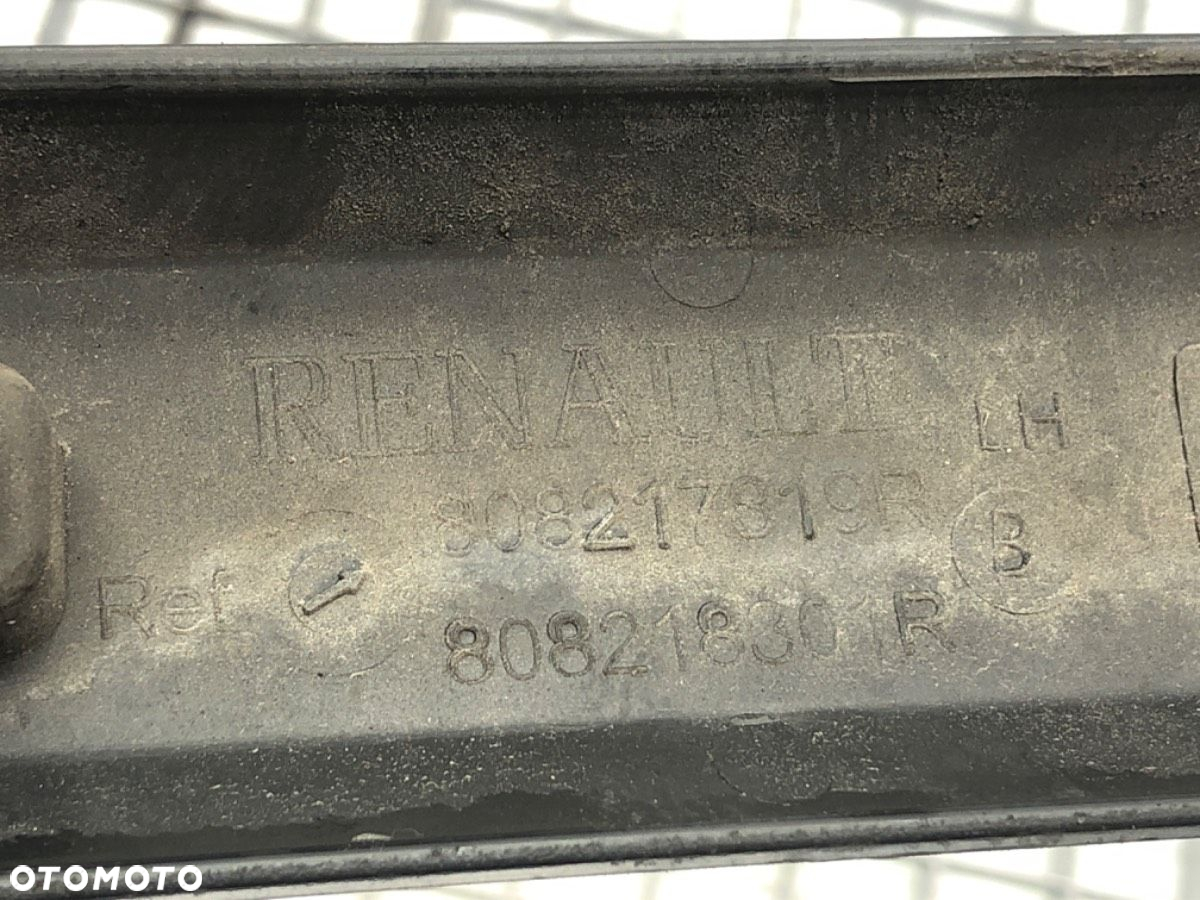 RENAULT
LH
808217819R
B
Ref.
808218301R
OTOMOTO